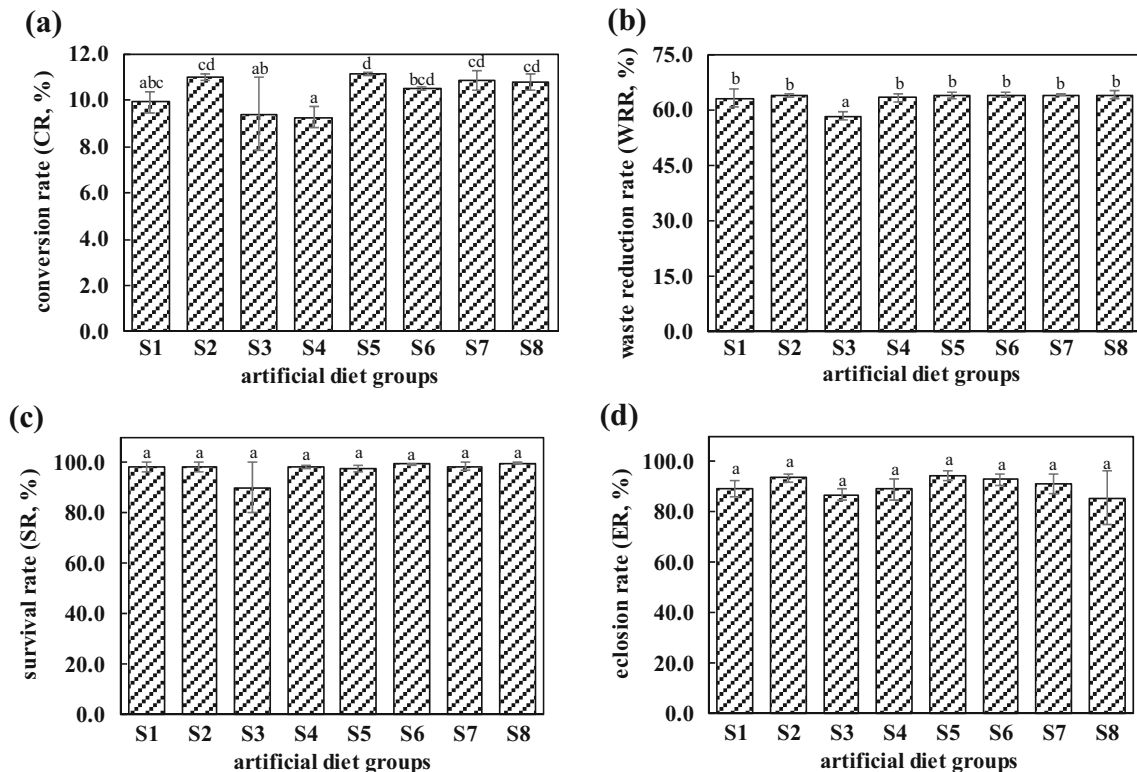 (a)
conversion rate (CR, %)
12.0
10.0
8.0
6.0
4.0
2.0
0.0
abc cd ab a d bcd cd cd
S1 S2 S3 S4 S5 S6 S7 S8
artificial diet groups
(b)
waste reduction rate (WRR, %)
75.0
60.0
45.0
30.0
15.0
0.0
b b a b b b b b
S1 S2 S3 S4 S5 S6 S7 S8
artificial diet groups
(c)
survival rate (SR, %)
100.0
80.0
60.0
40.0
20.0
0.0
a a a a a a a a
S1 S2 S3 S4 S5 S6 S7 S8
artificial diet groups
(d)
eclosion rate (ER, %)
100.0
80.0
60.0
40.0
20.0
0.0
a a a a a a a a
S1 S2 S3 S4 S5 S6 S7 S8
artificial diet groups